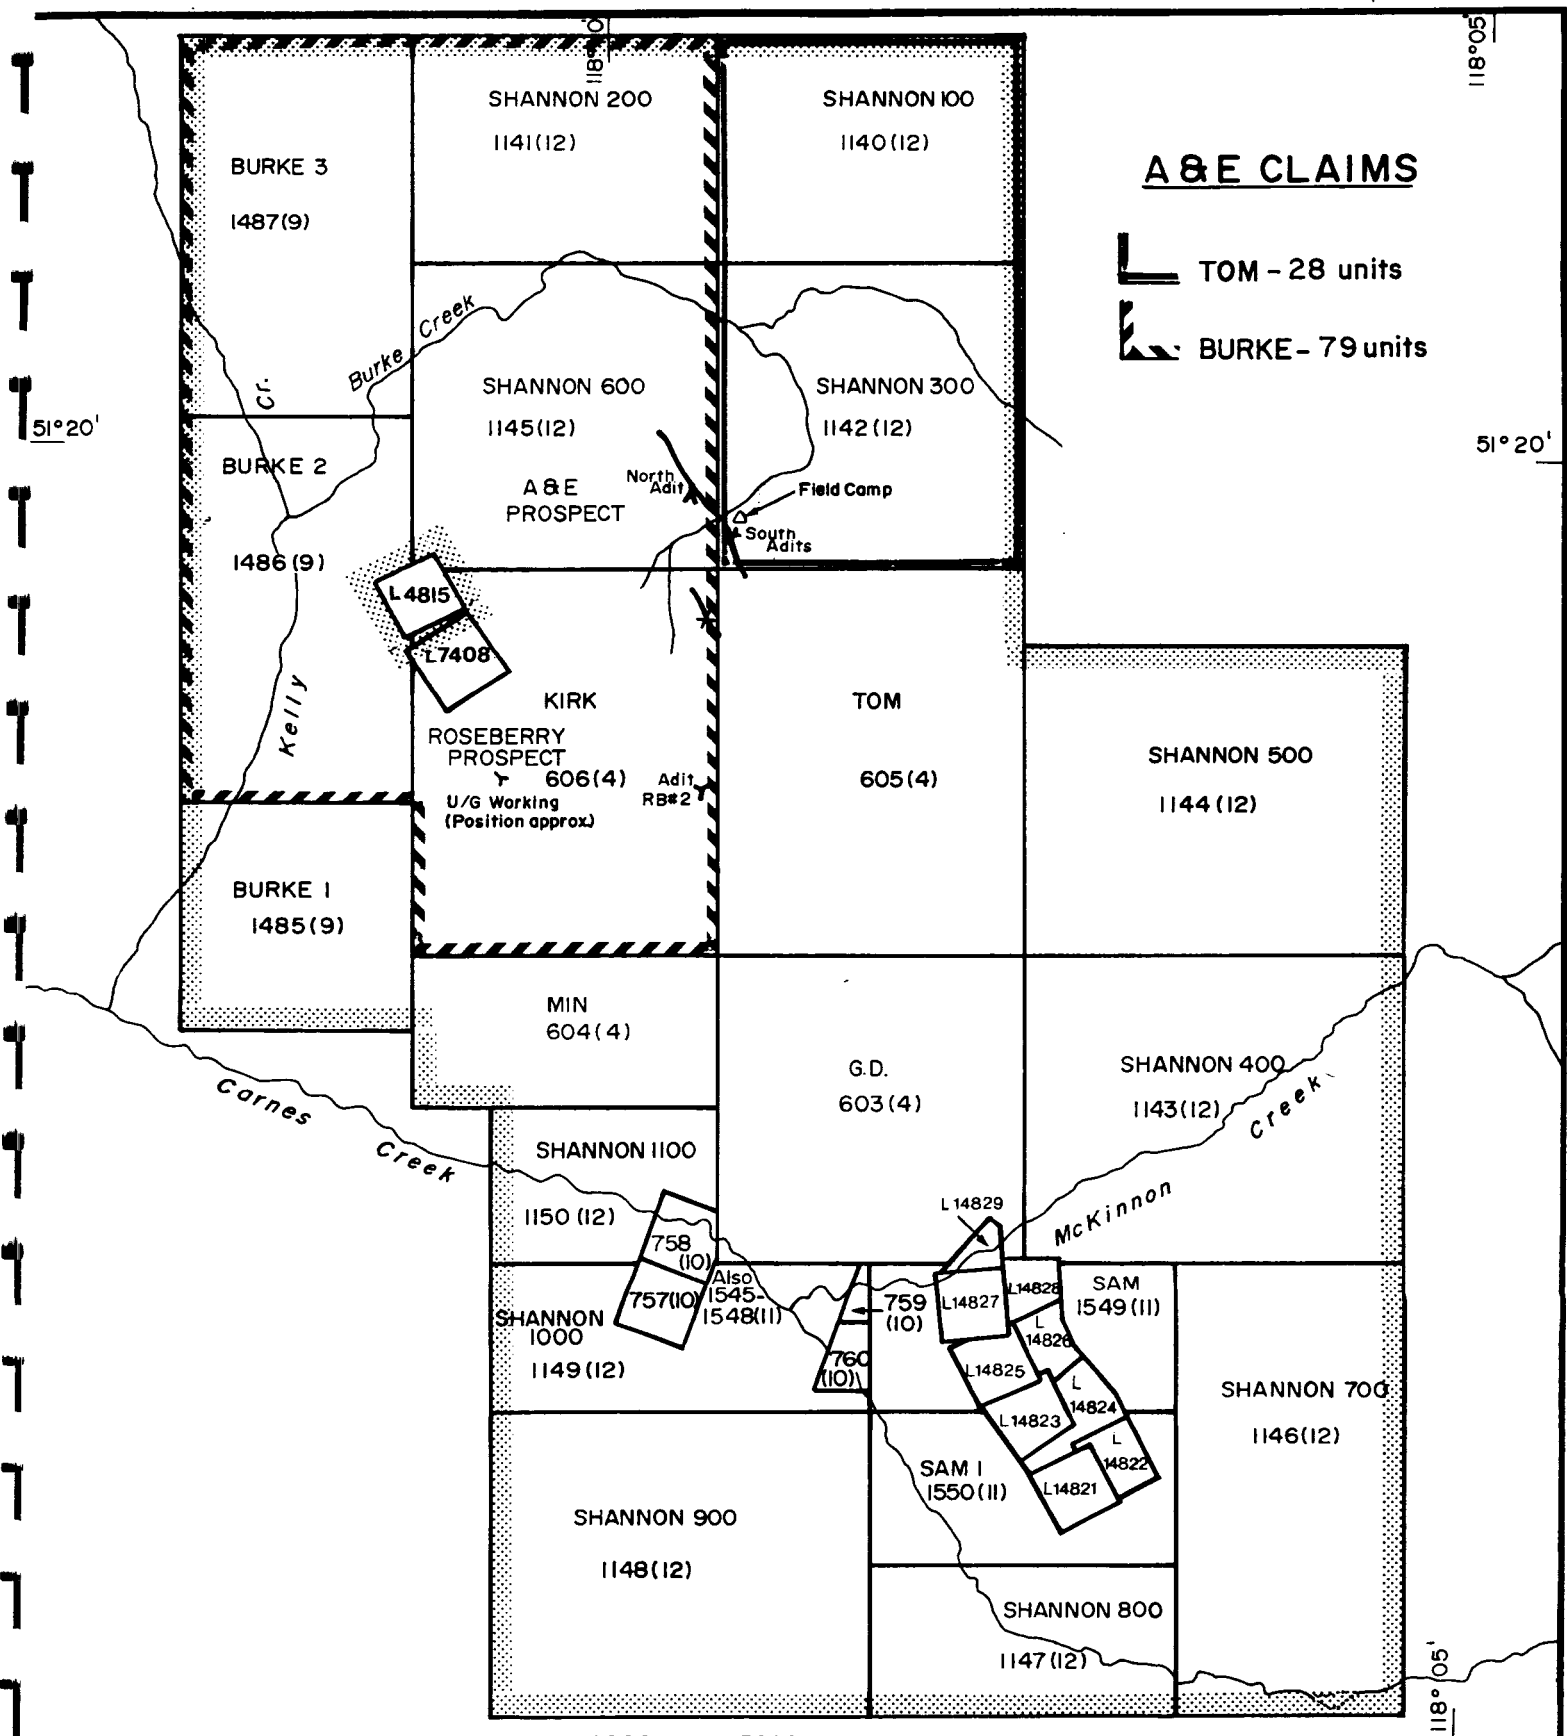 118°10'
118°05'
SHANNON 200
1141(12)
SHANNON 100
1140(12)
A & E CLAIMS
TOM - 28 units
BURKE - 79 units
BURKE 3
1487(9)
Burke Creek
Cr.
Kelly
51°20'
51°20'
SHANNON 600
1145(12)
SHANNON 300
1142(12)
BURKE 2
1486(9)
A & E
PROSPECT
North
Adit
Field Camp
South
Adits
L 4815
L7408
KIRK
ROSEBERRY
PROSPECT
606(4)
U/G Working
(Position approx.)
Adit
RB#2
TOM
605(4)
SHANNON 500
1144(12)
BURKE 1
1485(9)
MIN
604(4)
G.D.
603(4)
SHANNON 400
1143(12)
Carnes
Creek
McKinnon
Creek
SHANNON 1100
1150(12)
L 14829
758
(10)
757(10)
Also
1545-
1548(11)
759
(10)
760
(10)
L14827
L14828
SAM
1549(11)
L
14826
L14825
L
14824
L14823
L
14822
L14821
SHANNON
1000
1149(12)
SHANNON 700
1146(12)
SAM 1
1550(11)
SHANNON 900
1148(12)
SHANNON 800
1147(12)
118°05'